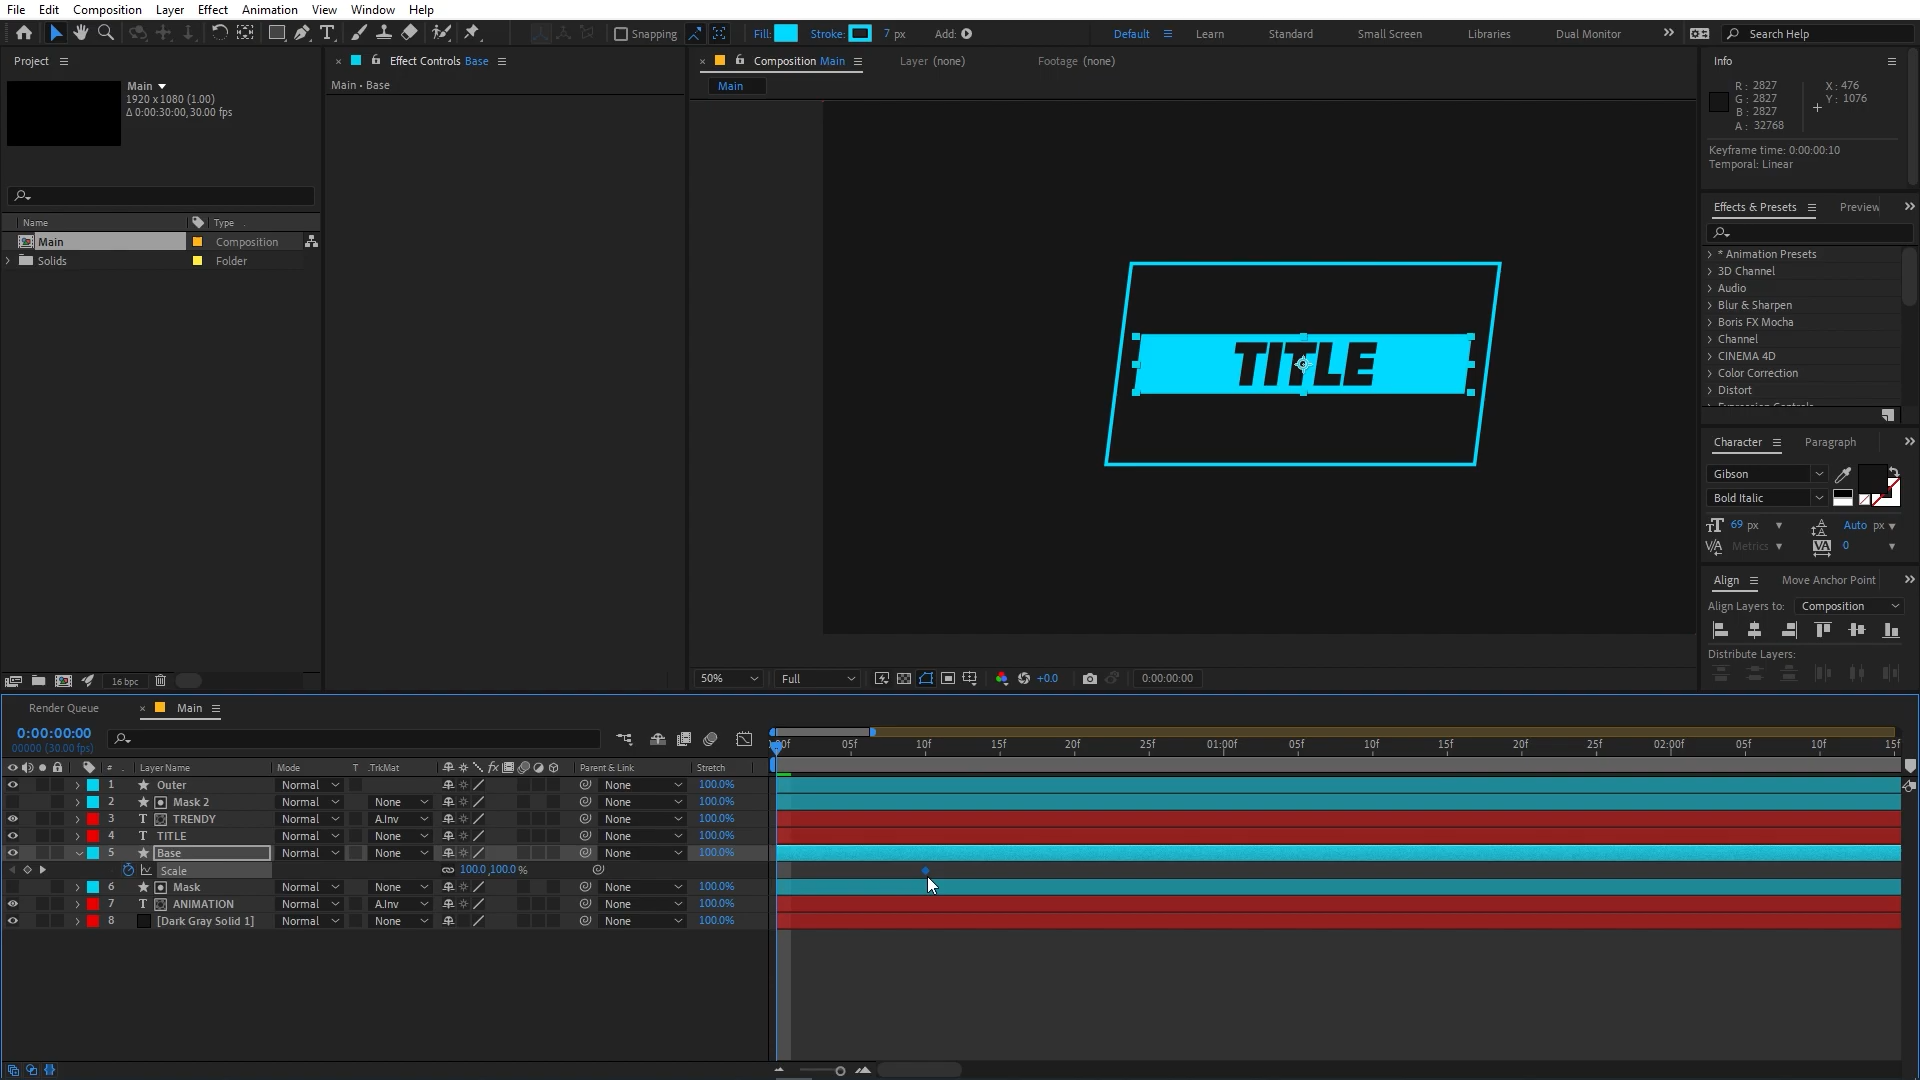 File Edit Composition Layer Effect Animation View Window Help
Snapping Fill: Stroke: 7 px Add: Default Learn Standard Small Screen Libraries Dual Monitor Search Help
Project
Main
1920 x 1080 (1.00)
Δ 0:00:30:00, 30.00 fps
Name Type
Main Composition
Solids Folder
16 bpc
Effect Controls Base
Main • Base
Composition Main Layer (none) Footage (none)
Main
TITLE
50% Full +0.0 0:00:00:00
Info
R: 2827 X: 476
G: 2827 Y: 1076
B: 2827
A: 32768
Keyframe time: 0:00:00:10
Temporal: Linear
Effects & Presets Preview
* Animation Presets
3D Channel
Audio
Blur & Sharpen
Boris FX Mocha
Channel
CINEMA 4D
Color Correction
Distort
Expression Controls
Character Paragraph
Gibson
Bold Italic
69 px Auto px
Metrics 0
Align Move Anchor Point
Align Layers to: Composition
Distribute Layers:
Render Queue Main
0:00:00:00
00000 (30.00 fps)
00f 05f 10f 15f 20f 25f 01:00f 05f 10f 15f 20f 25f 02:00f 05f 10f 15f
# Layer Name Mode T .TrkMat fx Parent & Link Stretch
1 Outer Normal None 100.0%
2 Mask 2 Normal None None 100.0%
3 T TRENDY Normal A.Inv None 100.0%
4 T TITLE Normal None None 100.0%
5 Base Normal None None 100.0%
Scale 100.0,100.0%
6 Mask Normal None None 100.0%
7 T ANIMATION Normal A.Inv None 100.0%
8 [Dark Gray Solid 1] Normal None None 100.0%